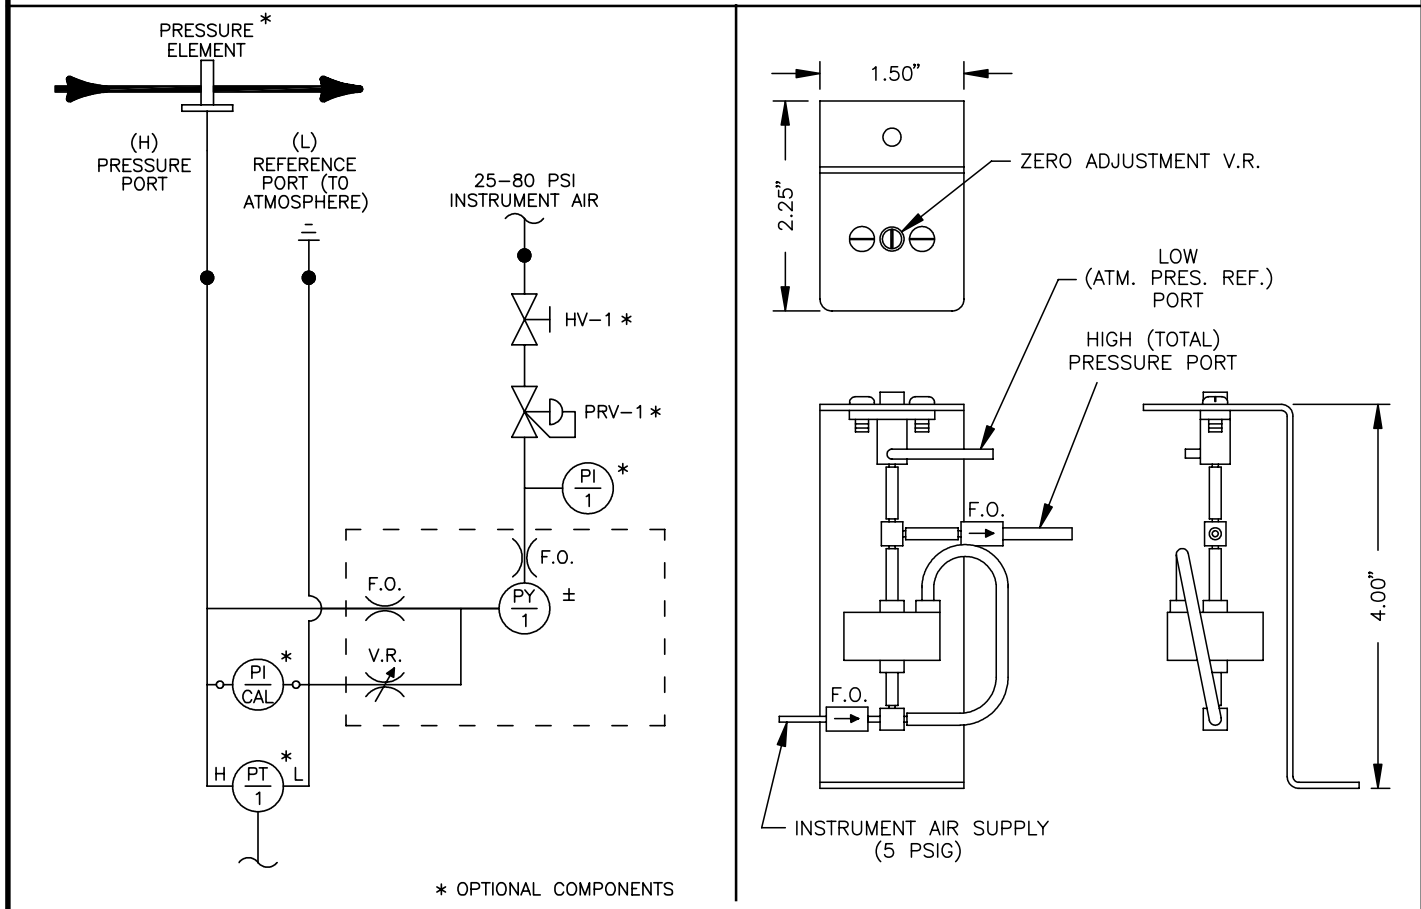 PRESSURE *
ELEMENT
(H)
PRESSURE
PORT
(L)
REFERENCE
PORT (TO
ATMOSPHERE)
25-80 PSI
INSTRUMENT AIR
HV-1 *
PRV-1 *
PI
1
*
F.O.
PY
1
±
F.O.
V.R.
PI
CAL
*
H
PT
1
*
L
* OPTIONAL COMPONENTS
1.50"
2.25"
ZERO ADJUSTMENT V.R.
LOW
(ATM. PRES. REF.)
PORT
HIGH (TOTAL)
PRESSURE PORT
F.O.
F.O.
4.00"
INSTRUMENT AIR SUPPLY
(5 PSIG)